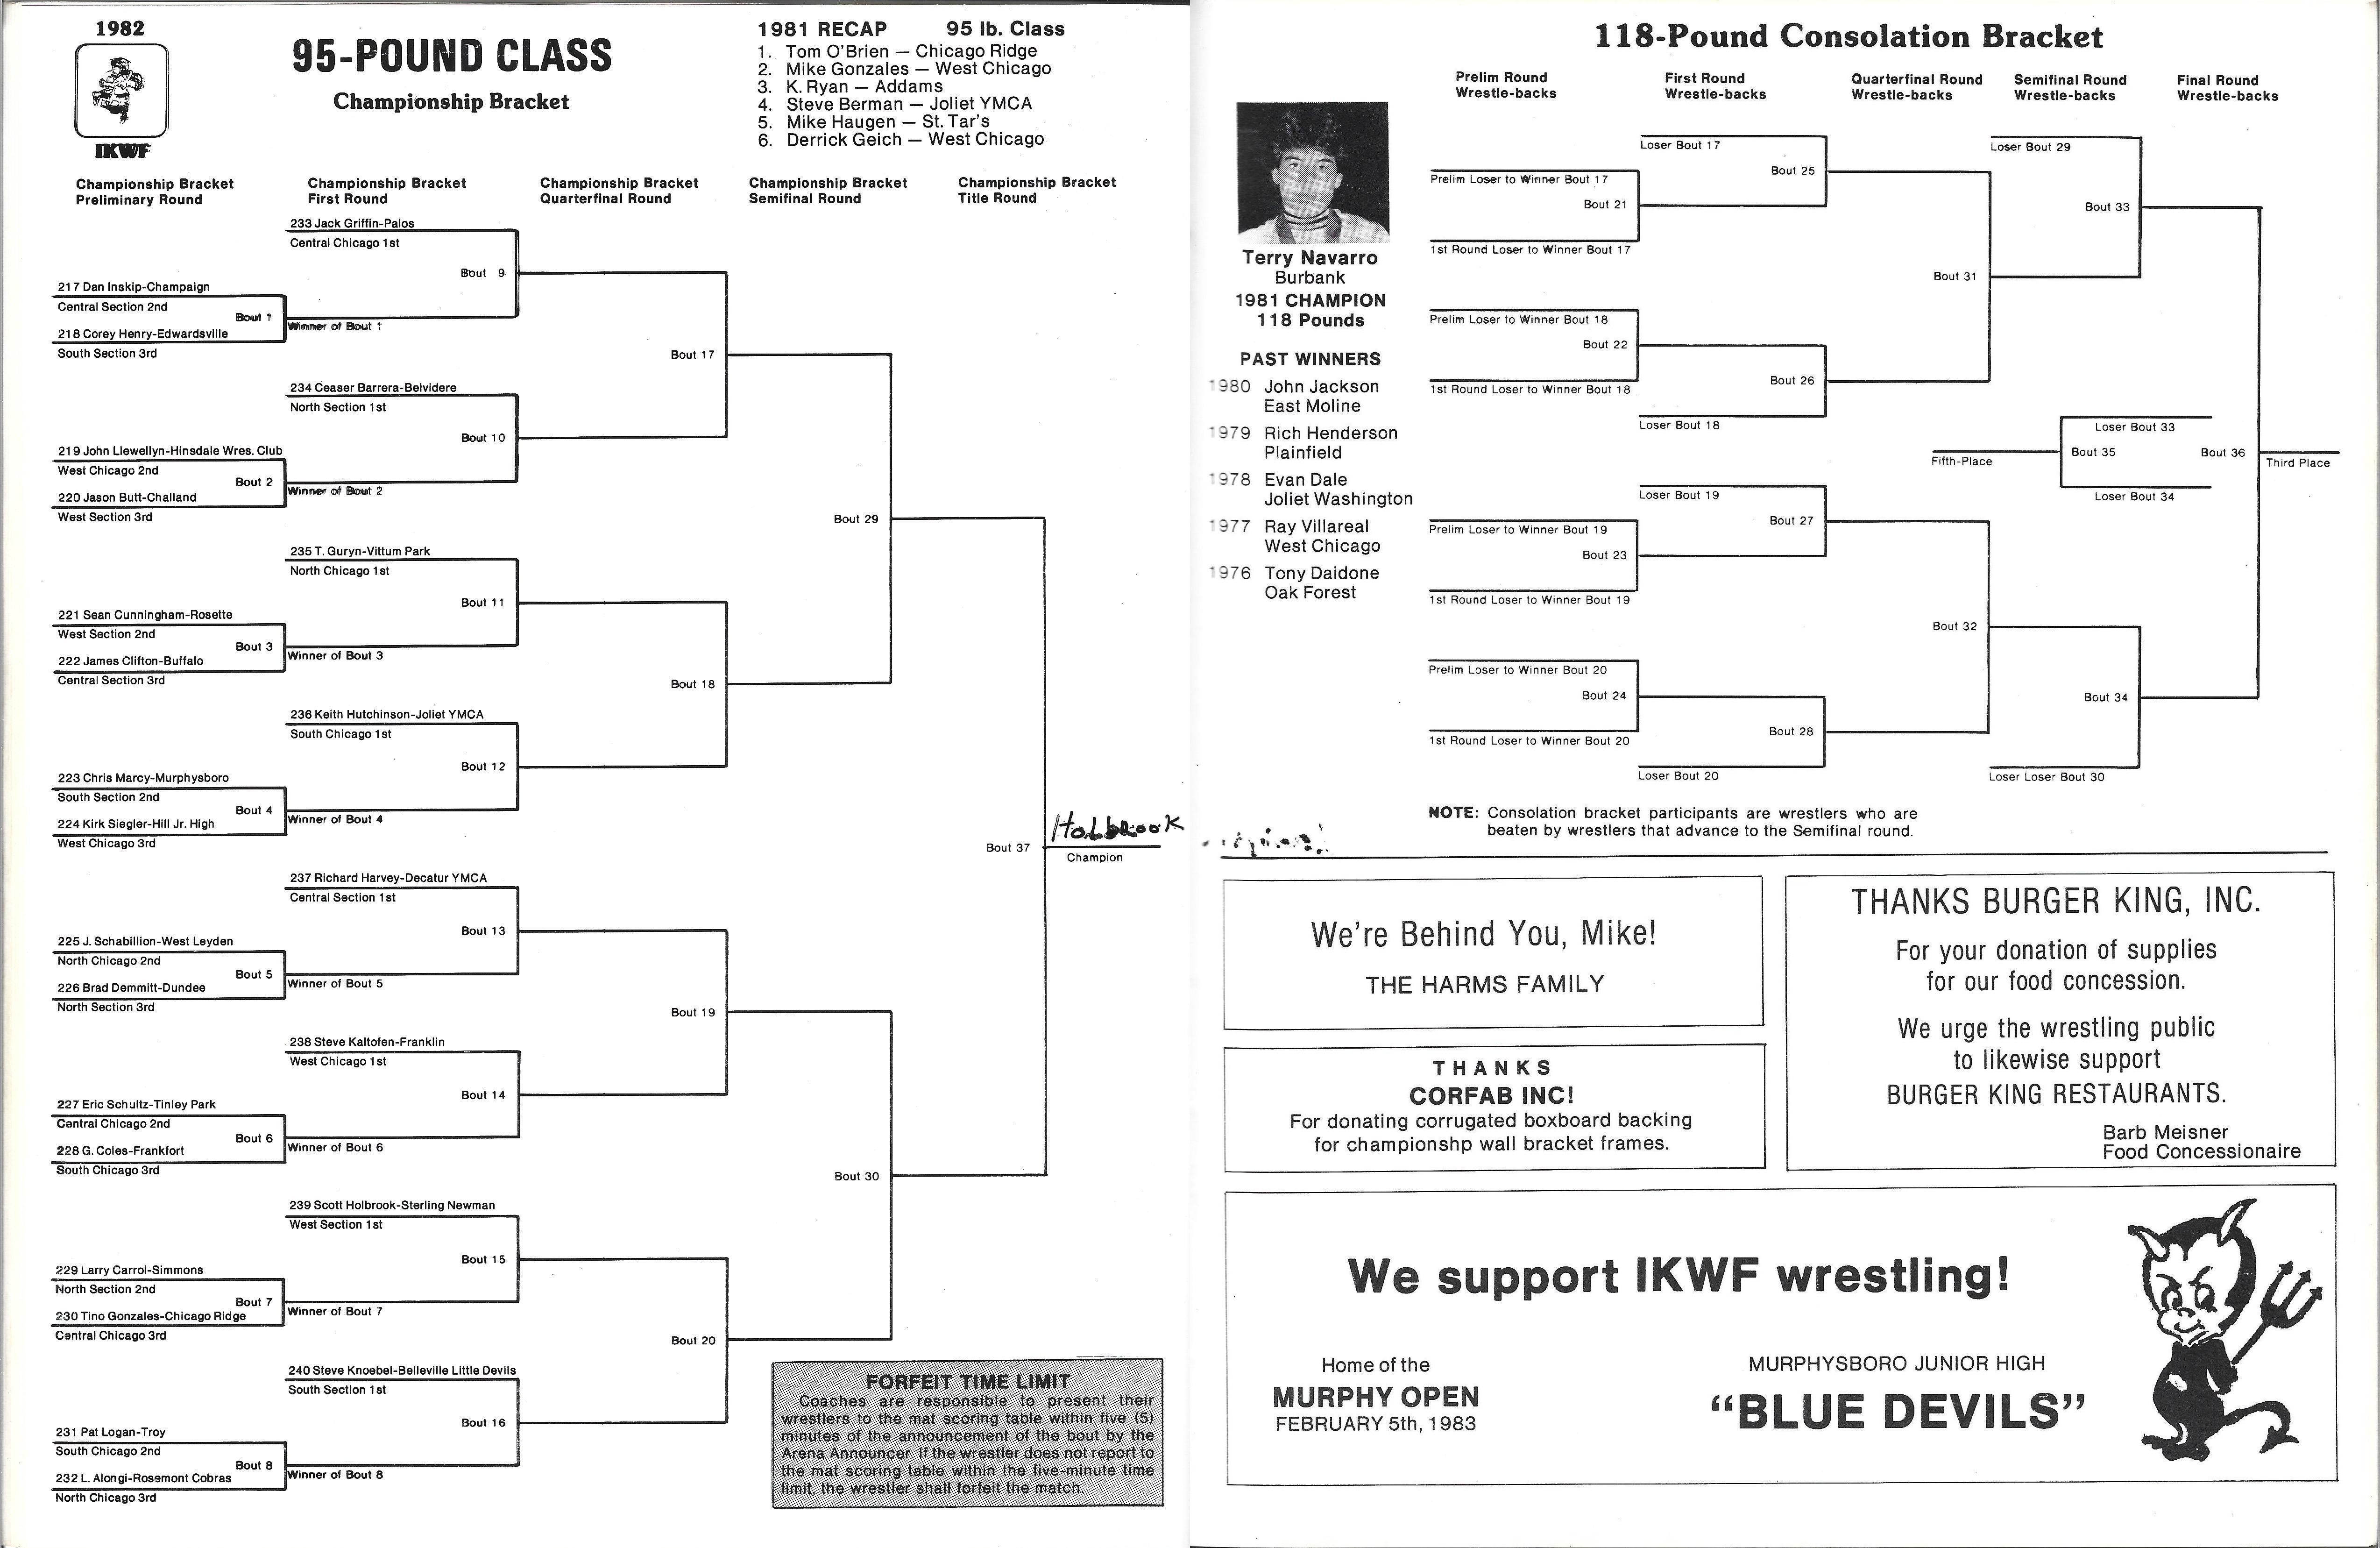 1982
IKWF
95-POUND CLASS
Championship Bracket
1981 RECAP 95 lb. Class
1. Tom O'Brien — Chicago Ridge
2. Mike Gonzales — West Chicago
3. K. Ryan — Addams
4. Steve Berman — Joliet YMCA
5. Mike Haugen — St. Tar's
6. Derrick Geich — West Chicago
Championship Bracket
Preliminary Round
Championship Bracket
First Round
Championship Bracket
Quarterfinal Round
Championship Bracket
Semifinal Round
Championship Bracket
Title Round
233 Jack Griffin-Palos
Central Chicago 1st
Bout 9
217 Dan Inskip-Champaign
Central Section 2nd
Bout 1
218 Corey Henry-Edwardsville
South Section 3rd
Winner of Bout 1
Bout 17
234 Ceaser Barrera-Belvidere
North Section 1st
Bout 10
219 John Llewellyn-Hinsdale Wres. Club
West Chicago 2nd
Bout 2
220 Jason Butt-Challand
West Section 3rd
Winner of Bout 2
Bout 29
235 T. Guryn-Vittum Park
North Chicago 1st
Bout 11
221 Sean Cunningham-Rosette
West Section 2nd
Bout 3
222 James Clifton-Buffalo
Central Section 3rd
Winner of Bout 3
Bout 18
236 Keith Hutchinson-Joliet YMCA
South Chicago 1st
Bout 12
223 Chris Marcy-Murphysboro
South Section 2nd
Bout 4
224 Kirk Siegler-Hill Jr. High
West Chicago 3rd
Winner of Bout 4
Holbrook
Bout 37
Champion
237 Richard Harvey-Decatur YMCA
Central Section 1st
Bout 13
225 J. Schabillion-West Leyden
North Chicago 2nd
Bout 5
226 Brad Demmitt-Dundee
North Section 3rd
Winner of Bout 5
Bout 19
238 Steve Kaltofen-Franklin
West Chicago 1st
Bout 14
227 Eric Schultz-Tinley Park
Central Chicago 2nd
Bout 6
228 G. Coles-Frankfort
South Chicago 3rd
Winner of Bout 6
Bout 30
239 Scott Holbrook-Sterling Newman
West Section 1st
Bout 15
229 Larry Carrol-Simmons
North Section 2nd
Bout 7
230 Tino Gonzales-Chicago Ridge
Central Chicago 3rd
Winner of Bout 7
Bout 20
240 Steve Knoebel-Belleville Little Devils
South Section 1st
Bout 16
231 Pat Logan-Troy
South Chicago 2nd
Bout 8
232 L. Alongi-Rosemont Cobras
North Chicago 3rd
Winner of Bout 8
FORFEIT TIME LIMIT
Coaches are responsible to present their
wrestlers to the mat scoring table within five (5)
minutes of the announcement of the bout by the
Arena Announcer. If the wrestler does not report to
the mat scoring table within the five-minute time
limit, the wrestler shall forfeit the match.
118-Pound Consolation Bracket
Prelim Round
Wrestle-backs
First Round
Wrestle-backs
Quarterfinal Round
Wrestle-backs
Semifinal Round
Wrestle-backs
Final Round
Wrestle-backs
Terry Navarro
Burbank
1981 CHAMPION
118 Pounds
PAST WINNERS
1980 John Jackson
East Moline
1979 Rich Henderson
Plainfield
1978 Evan Dale
Joliet Washington
1977 Ray Villareal
West Chicago
1976 Tony Daidone
Oak Forest
Loser Bout 17
Bout 25
Prelim Loser to Winner Bout 17
Bout 21
1st Round Loser to Winner Bout 17
Loser Bout 29
Bout 33
Bout 31
Prelim Loser to Winner Bout 18
Bout 22
1st Round Loser to Winner Bout 18
Bout 26
Loser Bout 18
Loser Bout 33
Fifth-Place
Bout 35
Bout 36
Third Place
Loser Bout 34
Loser Bout 19
Bout 27
Prelim Loser to Winner Bout 19
Bout 23
1st Round Loser to Winner Bout 19
Bout 32
Prelim Loser to Winner Bout 20
Bout 24
1st Round Loser to Winner Bout 20
Bout 34
Bout 28
Loser Bout 20
Loser Loser Bout 30
NOTE: Consolation bracket participants are wrestlers who are
beaten by wrestlers that advance to the Semifinal round.
We're Behind You, Mike!
THE HARMS FAMILY
THANKS
CORFAB INC!
For donating corrugated boxboard backing
for championshp wall bracket frames.
THANKS BURGER KING, INC.
For your donation of supplies
for our food concession.
We urge the wrestling public
to likewise support
BURGER KING RESTAURANTS.
Barb Meisner
Food Concessionaire
We support IKWF wrestling!
Home of the
MURPHY OPEN
FEBRUARY 5th, 1983
MURPHYSBORO JUNIOR HIGH
“BLUE DEVILS”